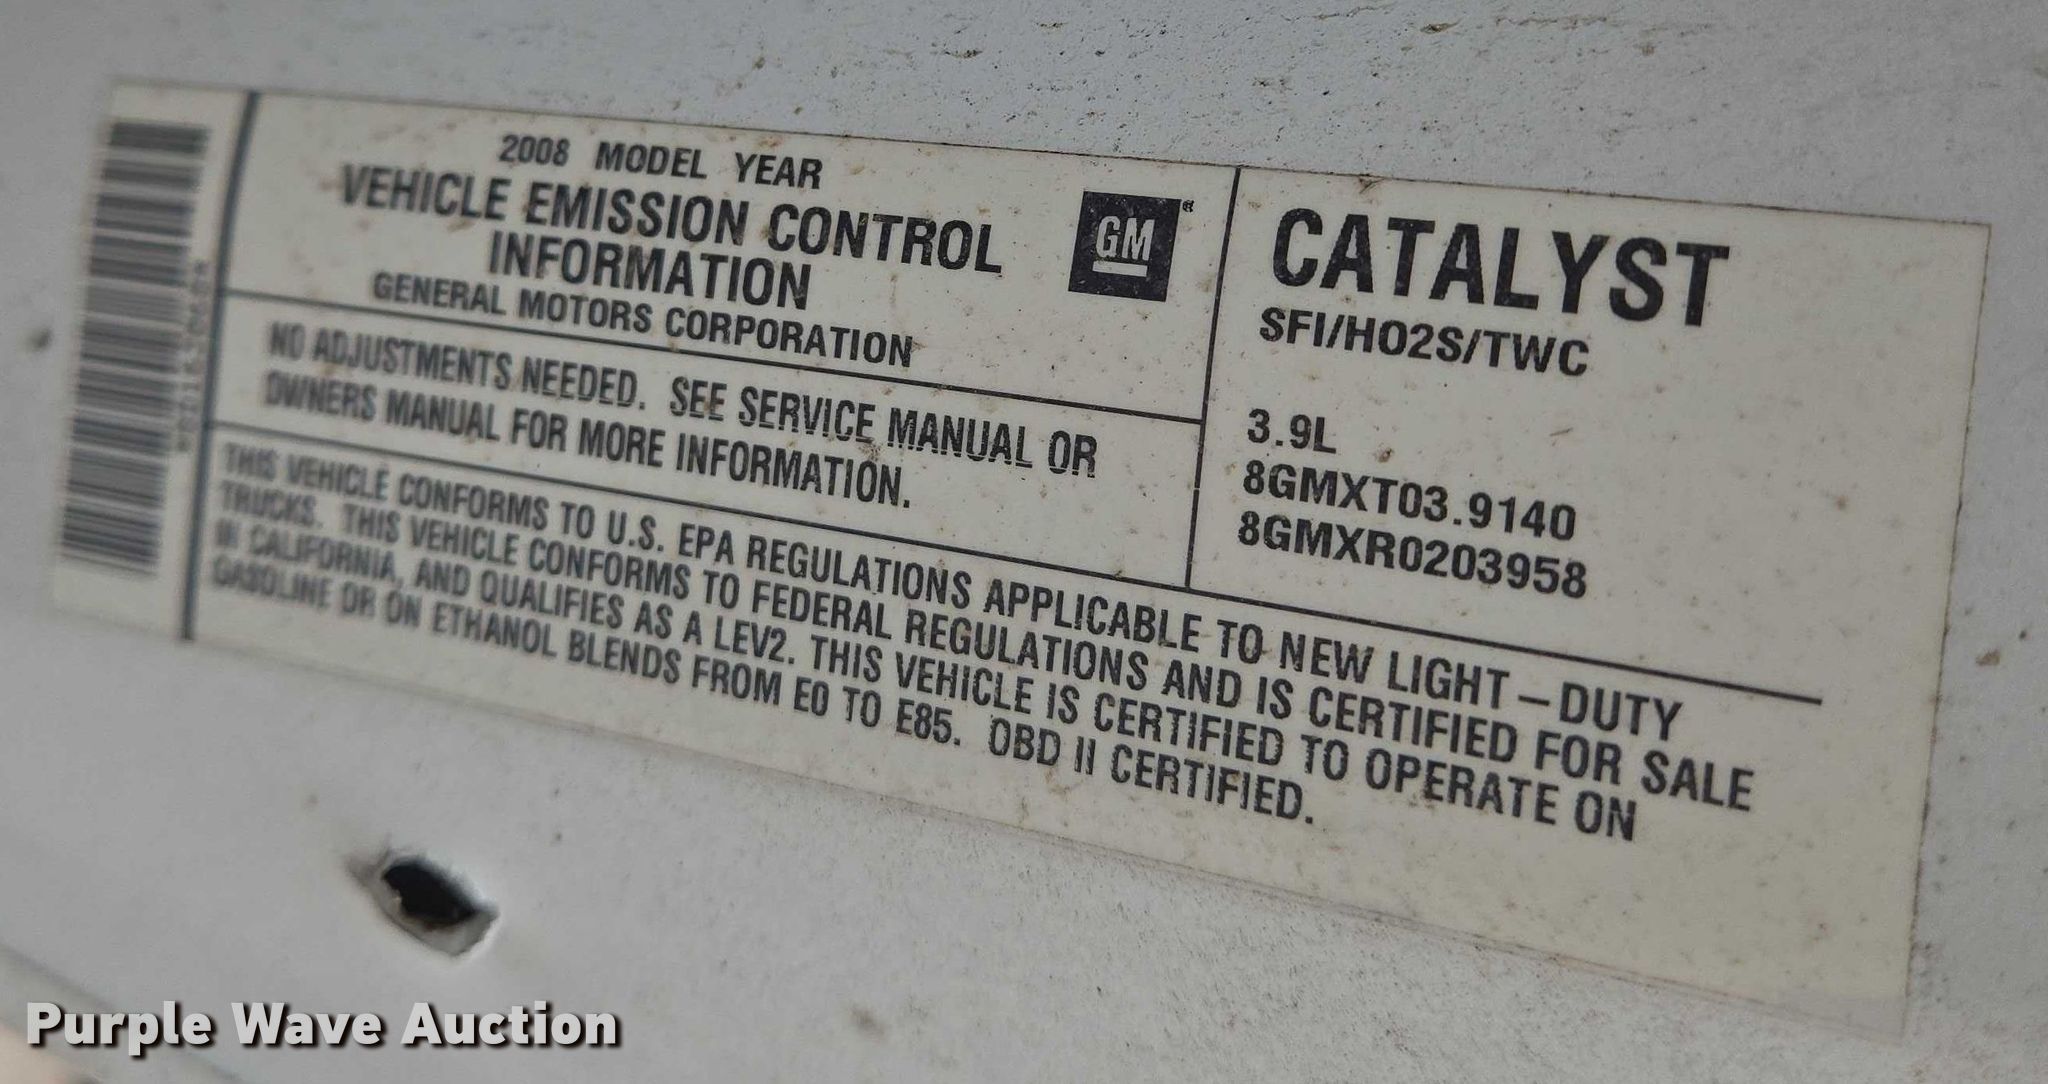 2008 MODEL YEAR
VEHICLE EMISSION CONTROL
INFORMATION
GENERAL MOTORS CORPORATION
GM
NO ADJUSTMENTS NEEDED. SEE SERVICE MANUAL OR
OWNERS MANUAL FOR MORE INFORMATION.
CATALYST
SFI/HO2S/TWC
3.9L
8GMXT03.9140
8GMXR0203958
THIS VEHICLE CONFORMS TO U.S. EPA REGULATIONS APPLICABLE TO NEW LIGHT-DUTY
TRUCKS. THIS VEHICLE CONFORMS TO FEDERAL REGULATIONS AND IS CERTIFIED FOR SALE
IN CALIFORNIA, AND QUALIFIES AS A LEV2. THIS VEHICLE IS CERTIFIED TO OPERATE ON
GASOLINE OR ON ETHANOL BLENDS FROM E0 TO E85. OBD II CERTIFIED.
Purple Wave Auction